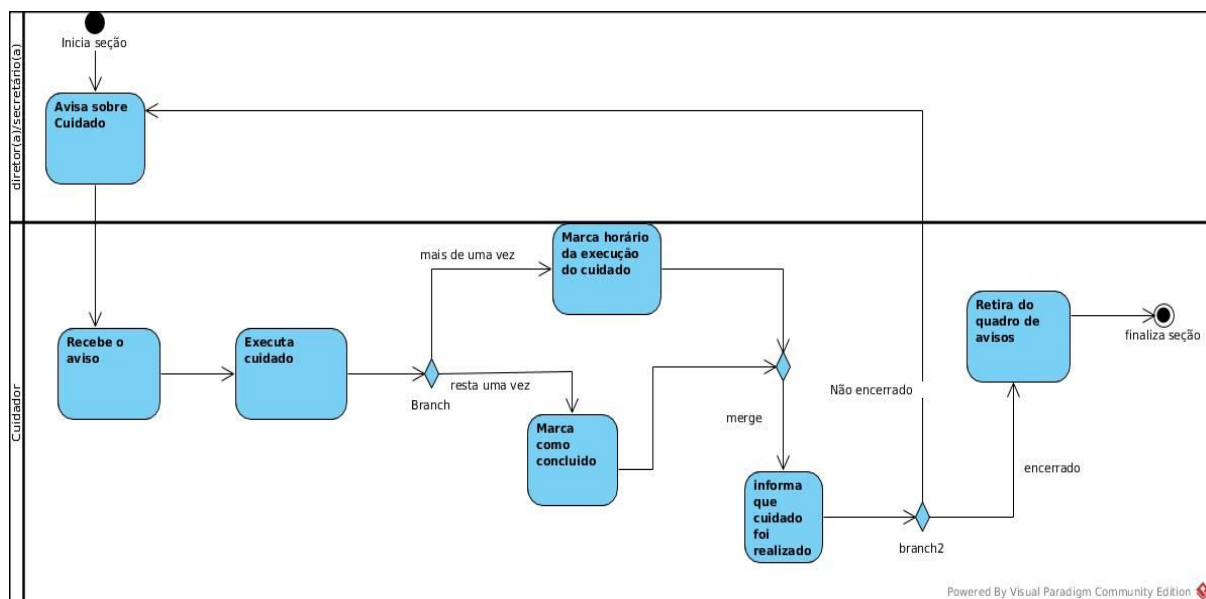 diretor(a)/secretário(a)
Inicia seção
Avisa sobre
Cuidado
Cuidador
Recebe o
aviso
Executa
cuidado
Branch
mais de uma vez
resta uma vez
Marca horário
da execução
do cuidado
Marca
como
concluido
merge
informa
que
cuidado
foi
realizado
branch2
Não encerrado
encerrado
Retira do
quadro de
avisos
finaliza seção
Powered By Visual Paradigm Community Edition